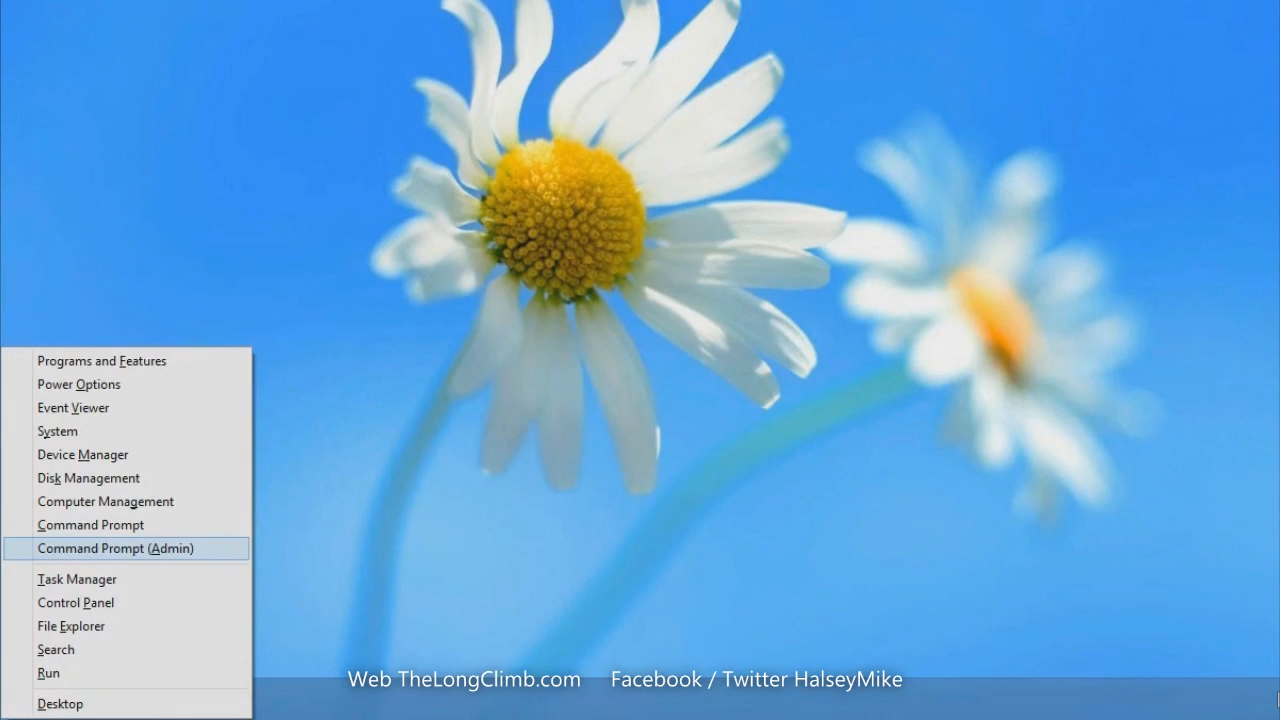 Programs and Features
Power Options
Event Viewer
System
Device Manager
Disk Management
Computer Management
Command Prompt
Command Prompt (Admin)
Task Manager
Control Panel
File Explorer
Search
Run
Desktop
Web TheLongClimb.com Facebook / Twitter HalseyMike